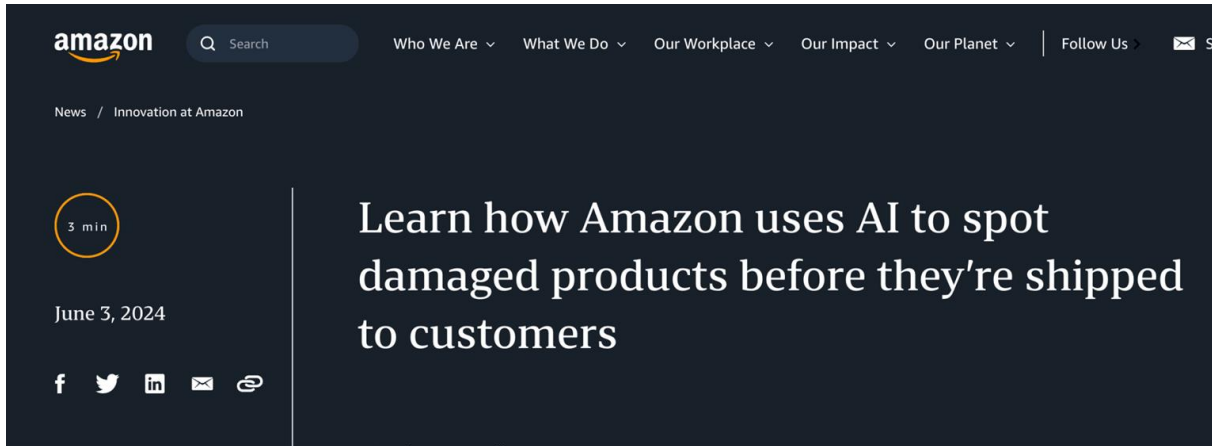 amazon
Search
Who We Are
What We Do
Our Workplace
Our Impact
Our Planet
Follow Us
S
News / Innovation at Amazon
3 min
June 3, 2024
Learn how Amazon uses AI to spot
damaged products before they’re shipped
to customers